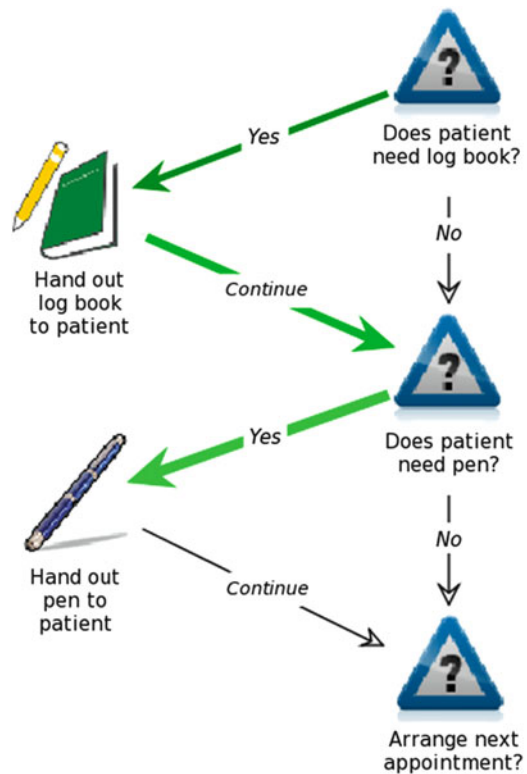 ?
Does patient
need log book?
Yes
No
Hand out
log book
to patient
Continue
?
Does patient
need pen?
Yes
No
Hand out
pen to
patient
Continue
?
Arrange next
appointment?